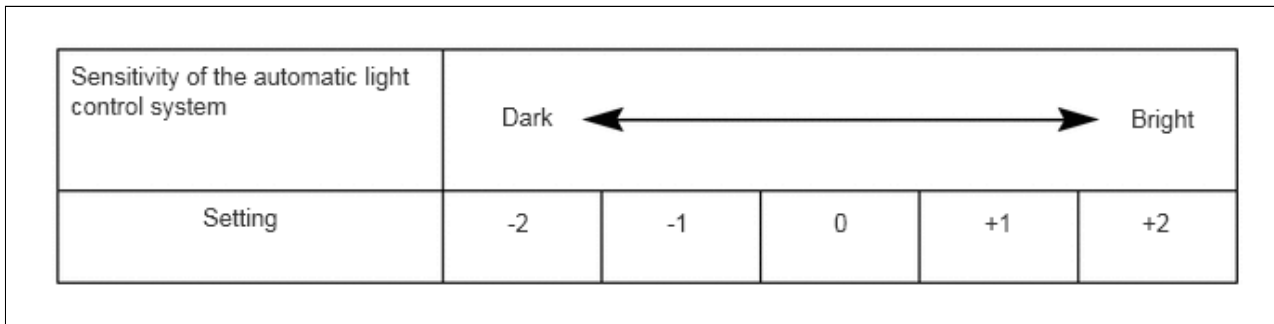 Sensitivity of the automatic light
control system
Dark
Bright
Setting
-2
-1
0
+1
+2